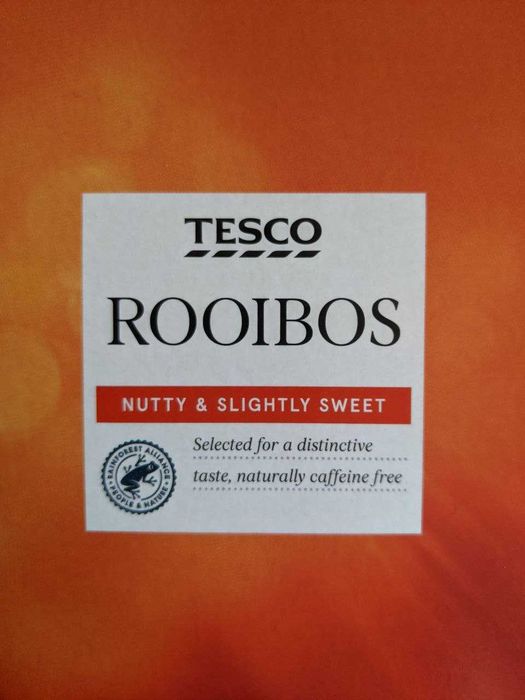 TESCO
ROOIBOS
NUTTY & SLIGHTLY SWEET
Selected for a distinctive
taste, naturally caffeine free
RAINFOREST ALLIANCE
PEOPLE & NATURE